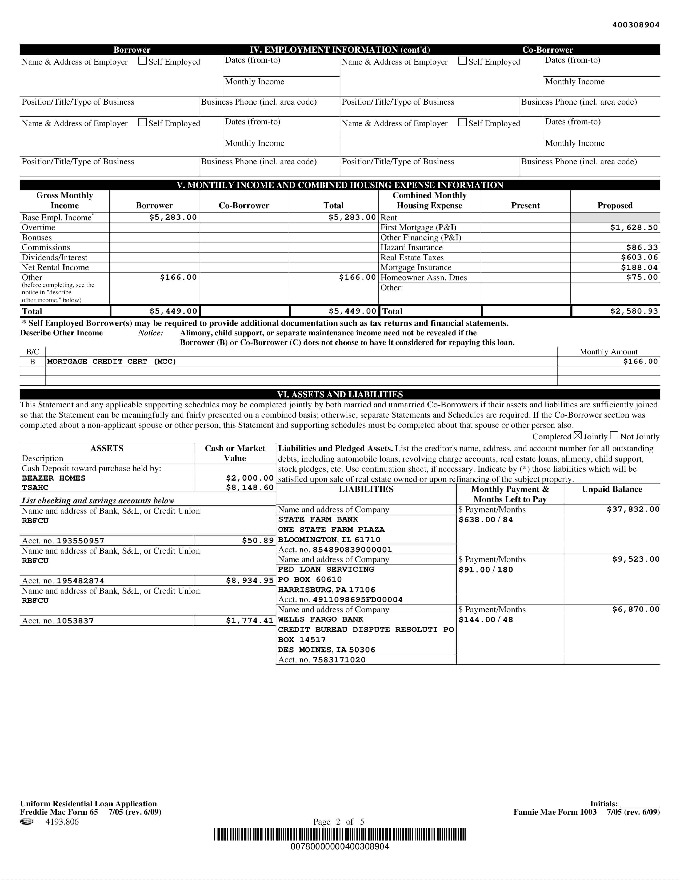 400308904
Borrower IV. EMPLOYMENT INFORMATION (cont'd) Co-Borrower
Name & Address of Employer Self Employed Dates (from-to) Name & Address of Employer Self Employed Dates (from-to)
Monthly Income Monthly Income
Position/Title/Type of Business Business Phone (incl. area code) Position/Title/Type of Business Business Phone (incl. area code)
Name & Address of Employer Self Employed Dates (from-to) Name & Address of Employer Self Employed Dates (from-to)
Monthly Income Monthly Income
Position/Title/Type of Business Business Phone (incl. area code) Position/Title/Type of Business Business Phone (incl. area code)
V. MONTHLY INCOME AND COMBINED HOUSING EXPENSE INFORMATION
Gross Monthly Combined Monthly
Income Borrower Co-Borrower Total Housing Expense Present Proposed
Base Empl. Income* $5,283.00 $5,283.00 Rent
Overtime First Mortgage (P&I) $1,628.50
Bonuses Other Financing (P&I)
Commissions Hazard Insurance $86.33
Dividends/Interest Real Estate Taxes $603.06
Net Rental Income Mortgage Insurance $188.04
Other $166.00 $166.00 Homeowner Assn. Dues $75.00
(before completing, see the Other
notice in "describe
other income," below)
Total $5,449.00 $5,449.00 Total $2,580.93
* Self Employed Borrower(s) may be required to provide additional documentation such as tax returns and financial statements.
Describe Other Income Notice: Alimony, child support, or separate maintenance income need not be revealed if the
Borrower (B) or Co-Borrower (C) does not choose to have it considered for repaying this loan.
B/C Monthly Amount
B MORTGAGE CREDIT CERT (MCC) $166.00
VI. ASSETS AND LIABILITIES
This Statement and any applicable supporting schedules may be completed jointly by both married and unmarried Co-Borrowers if their assets and liabilities are sufficiently joined
so that the Statement can be meaningfully and fairly presented on a combined basis; otherwise, separate Statements and Schedules are required. If the Co-Borrower section was
completed about a non-applicant spouse or other person, this Statement and supporting schedules must be completed about that spouse or other person also.
Completed Jointly Not Jointly
ASSETS Cash or Market Liabilities and Pledged Assets. List the creditor's name, address, and account number for all outstanding
Description Value debts, including automobile loans, revolving charge accounts, real estate loans, alimony, child support,
Cash Deposit toward purchase held by: stock pledges, etc. Use continuation sheet, if necessary. Indicate by (*) those liabilities which will be
BEAZER HOMES $2,000.00 satisfied upon sale of real estate owned or upon refinancing of the subject property.
TSAHC $8,148.60 LIABILITIES Monthly Payment & Unpaid Balance
List checking and savings accounts below Months Left to Pay
Name and address of Bank, S&L, or Credit Union Name and address of Company $ Payment/Months $37,832.00
RBFCU STATE FARM BANK $638.00/84
ONE STATE FARM PLAZA
Acct. no. 193550957 $50.89 BLOOMINGTON, IL 61710
Name and address of Bank, S&L, or Credit Union Acct. no. 854890839000001
RBFCU Name and address of Company $ Payment/Months $9,523.00
FED LOAN SERVICING $91.00/180
Acct. no. 195482874 $8,934.95 PO BOX 60610
Name and address of Bank, S&L, or Credit Union HARRISBURG, PA 17106
RBFCU Acct. no. 4911098695FD00004
Name and address of Company $ Payment/Months $6,870.00
Acct. no. 1053837 $1,774.41 WELLS FARGO BANK $144.00/48
CREDIT BUREAU DISPUTE RESOLUTI PO
BOX 14517
DES MOINES, IA 50306
Acct. no. 7583171020
Uniform Residential Loan Application Initials:
Freddie Mac Form 65 7/05 (rev. 6/09) Fannie Mae Form 1003 7/05 (rev. 6/09)
4193.806 Page 2 of 5
00780000000400308904